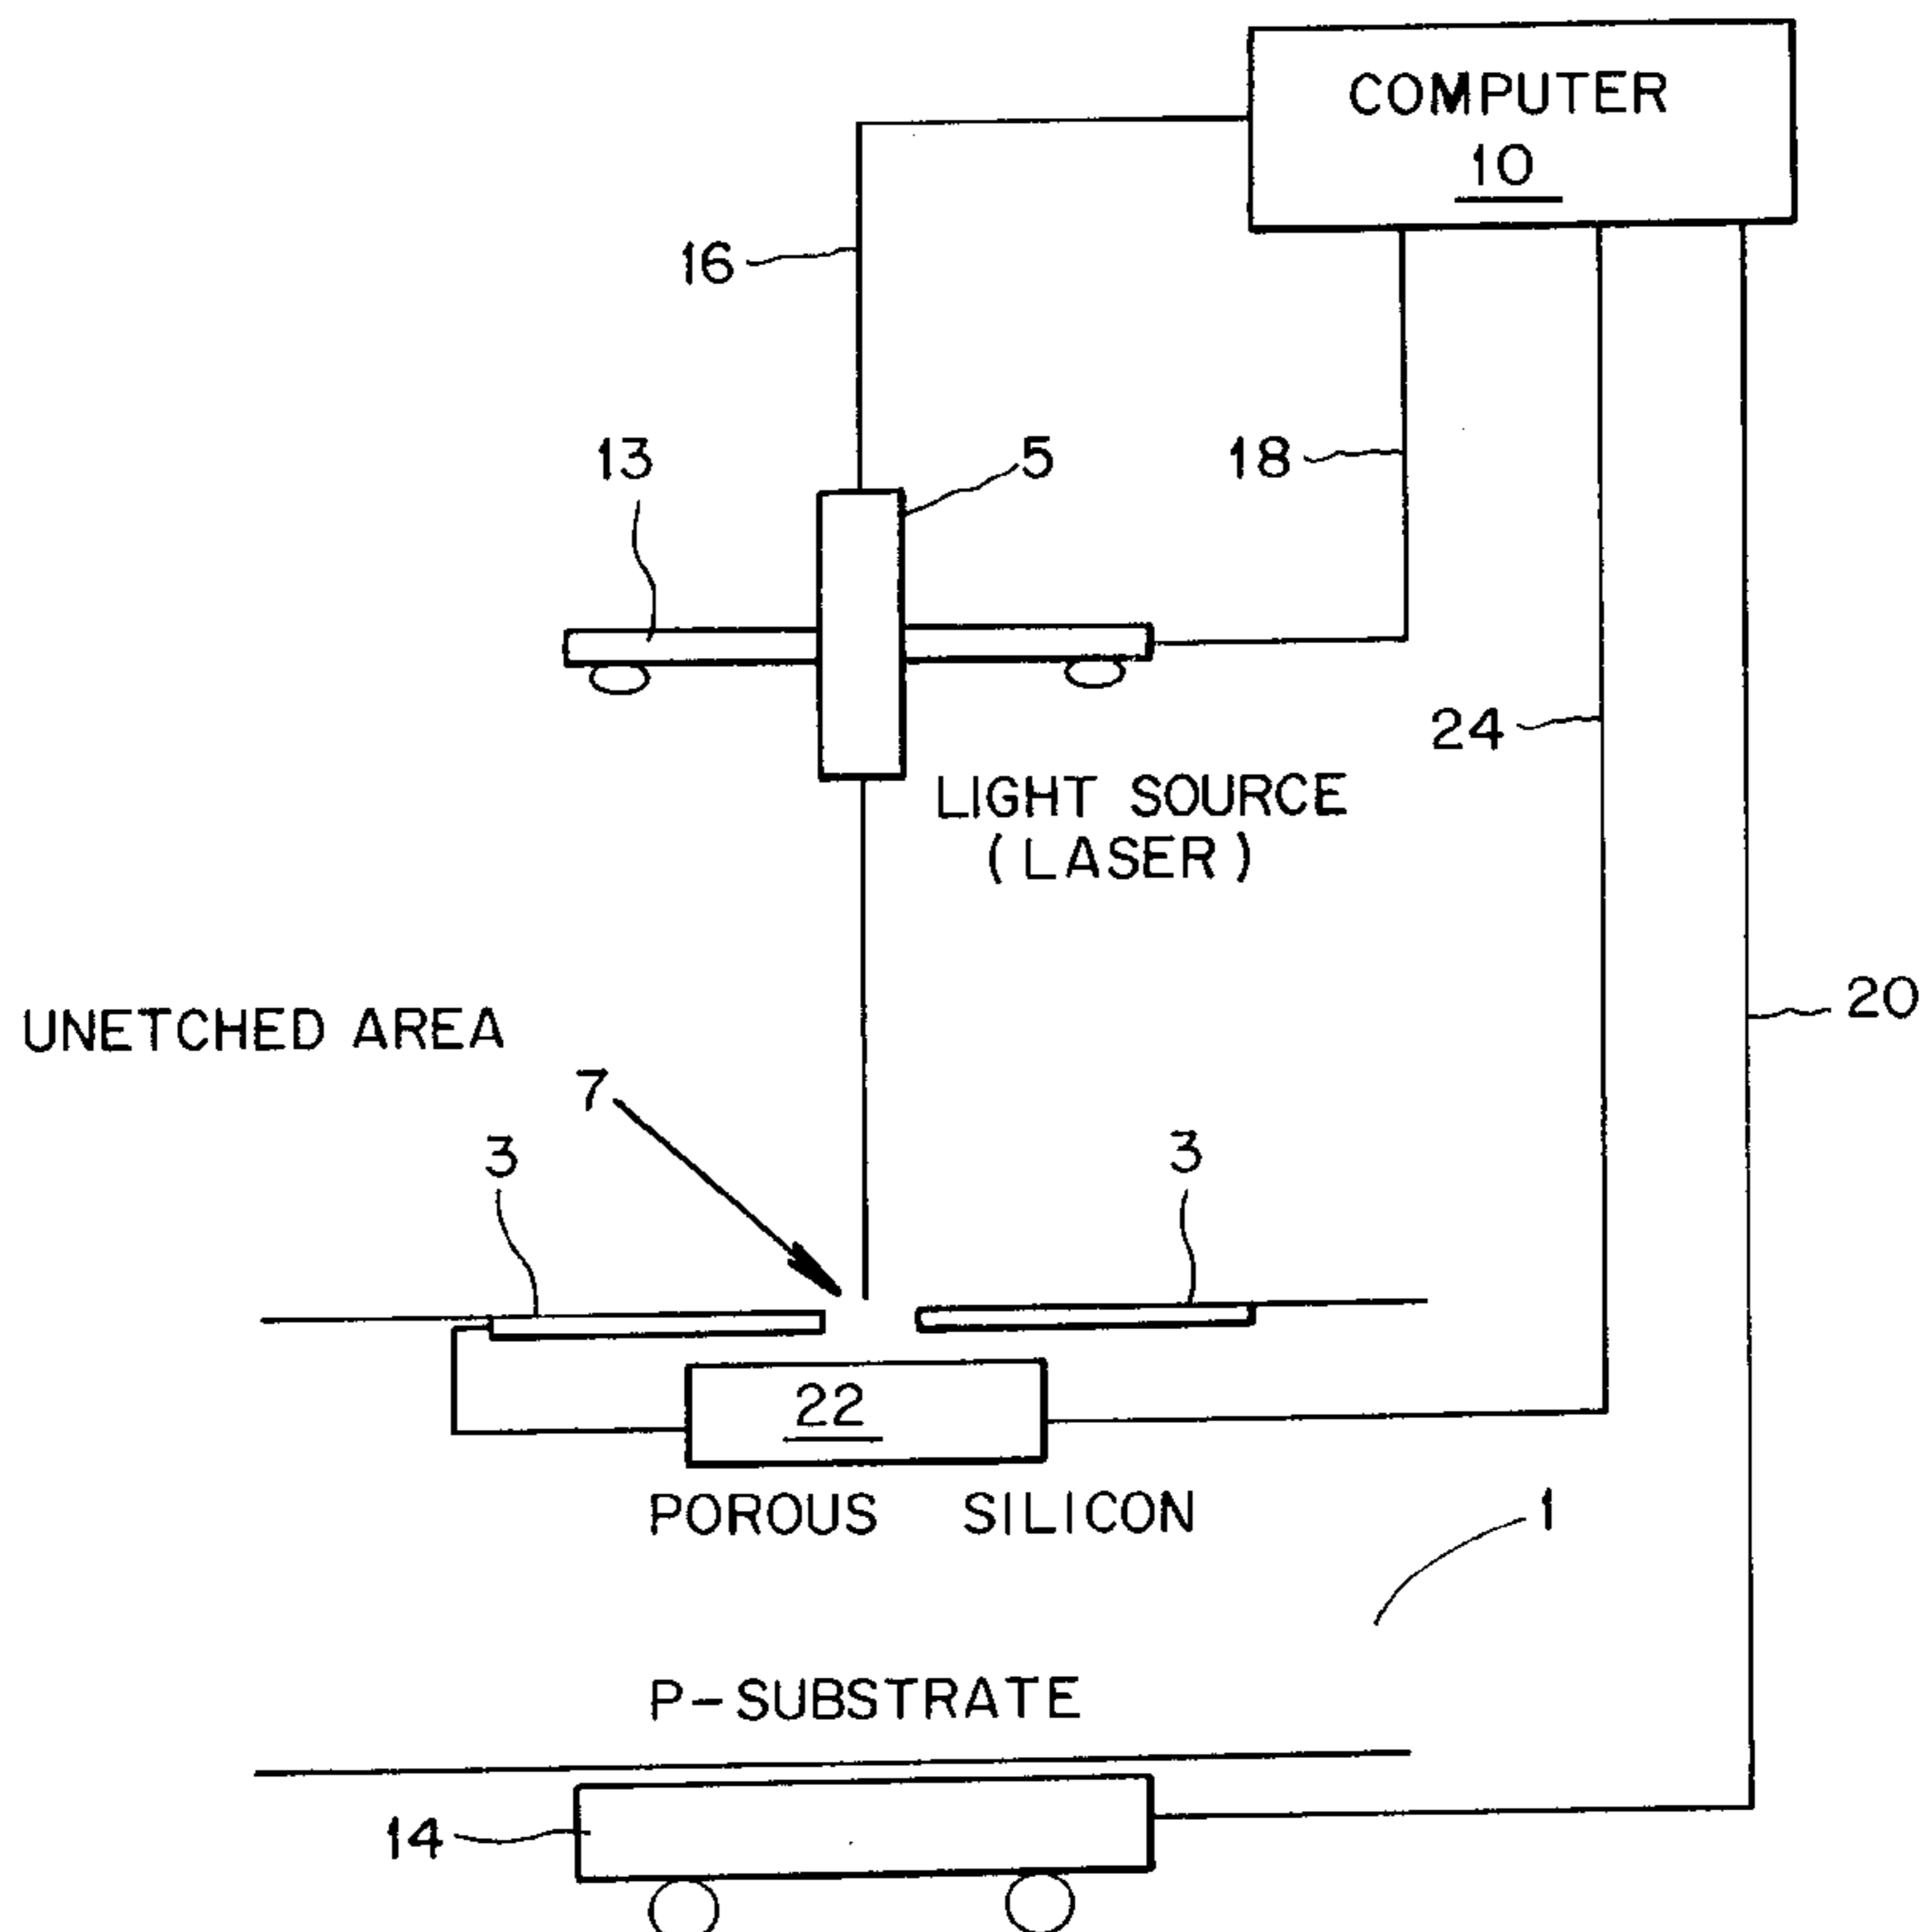 COMPUTER
10
16
13
5
18
24
LIGHT SOURCE
(LASER)
20
UNETCHED AREA
7
3
3
22
POROUS SILICON
1
P-SUBSTRATE
14